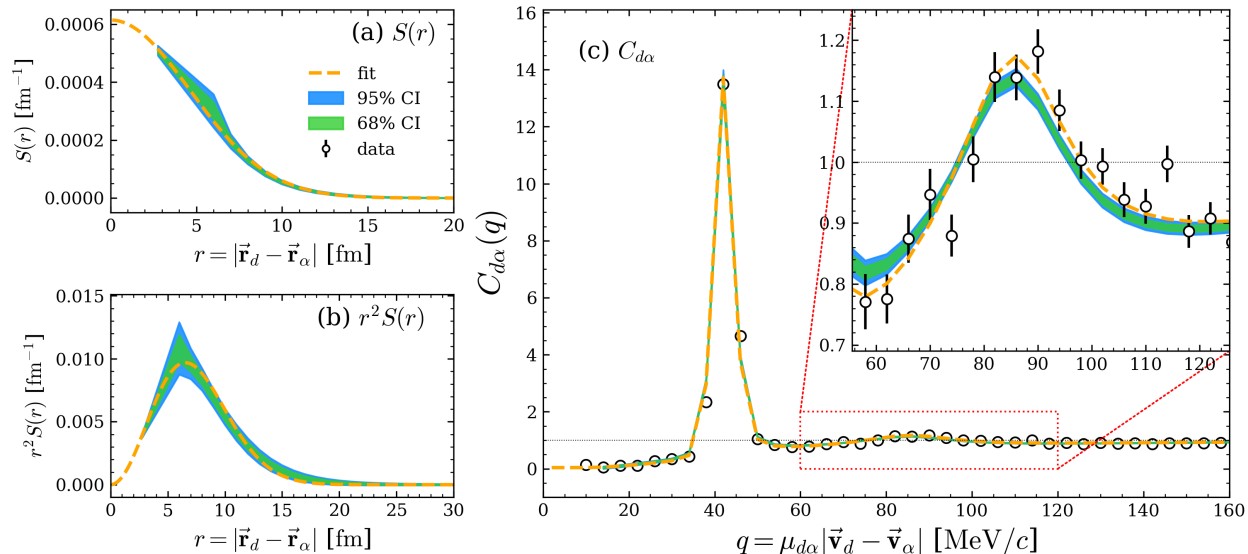 (a) S(r)
S(r) [fm⁻¹]
0.0006
0.0004
0.0002
0.0000
fit
95% CI
68% CI
data
0 5 10 15 20
r = |r⃗_d − r⃗_α| [fm]
(b) r²S(r)
r²S(r) [fm⁻¹]
0.015
0.010
0.005
0.000
0 5 10 15 20 25 30
r = |r⃗_d − r⃗_α| [fm]
(c) C_dα
C_dα(q)
16
14
12
10
8
6
4
2
0
0 20 40 60 80 100 120 140 160
q = μ_dα|v⃗_d − v⃗_α| [MeV/c]
1.2
1.1
1.0
0.9
0.8
0.7
60 70 80 90 100 110 120